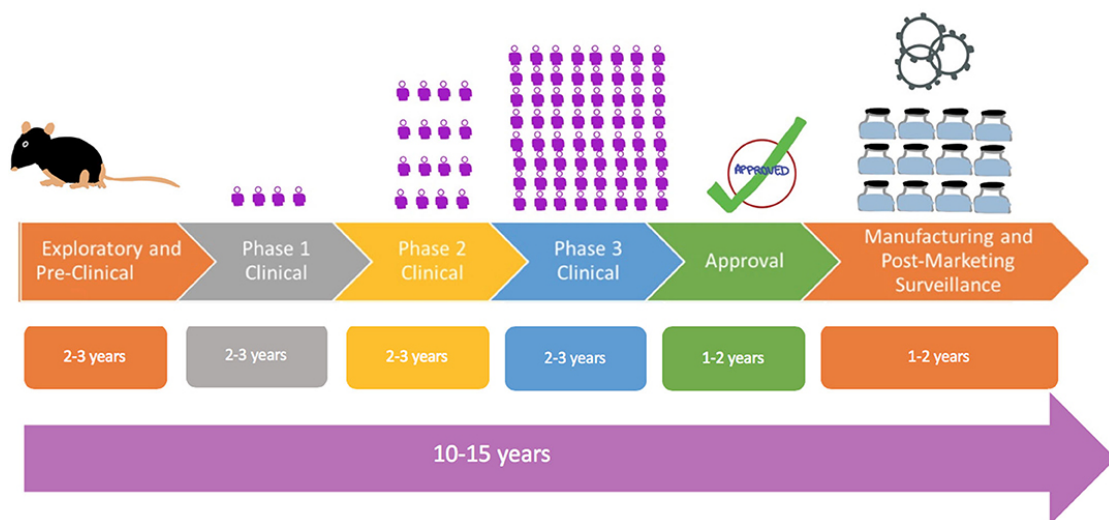 APPROVED
Exploratory and
Pre-Clinical
Phase 1
Clinical
Phase 2
Clinical
Phase 3
Clinical
Approval
Manufacturing and
Post-Marketing
Surveillance
2-3 years
2-3 years
2-3 years
2-3 years
1-2 years
1-2 years
10-15 years